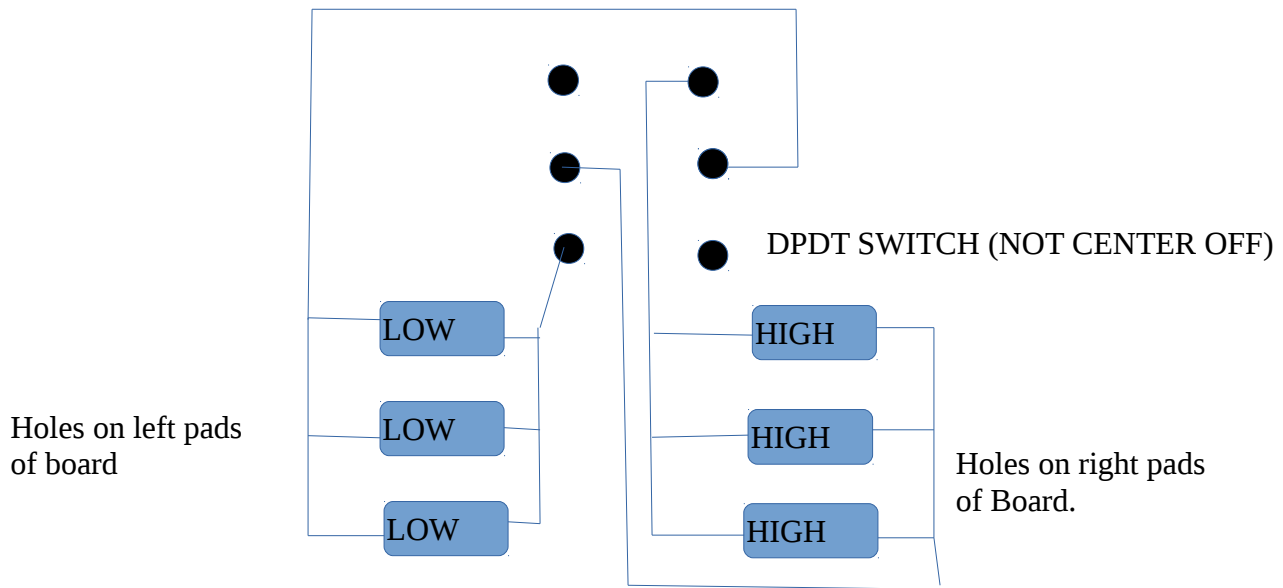 DPDT SWITCH (NOT CENTER OFF)
LOW
HIGH
Holes on left pads
of board
LOW
HIGH
Holes on right pads
of Board.
LOW
HIGH